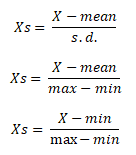 Xs = X − mean / s.d.
Xs = X − mean / max − min
Xs = X − min / max − min